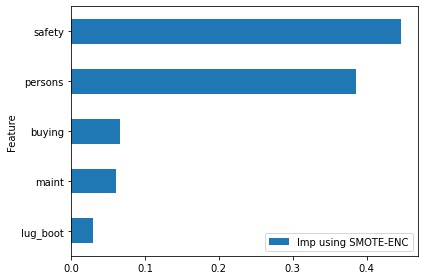 safety
persons
buying
maint
lug_boot
Feature
Imp using SMOTE-ENC
0.0 0.1 0.2 0.3 0.4